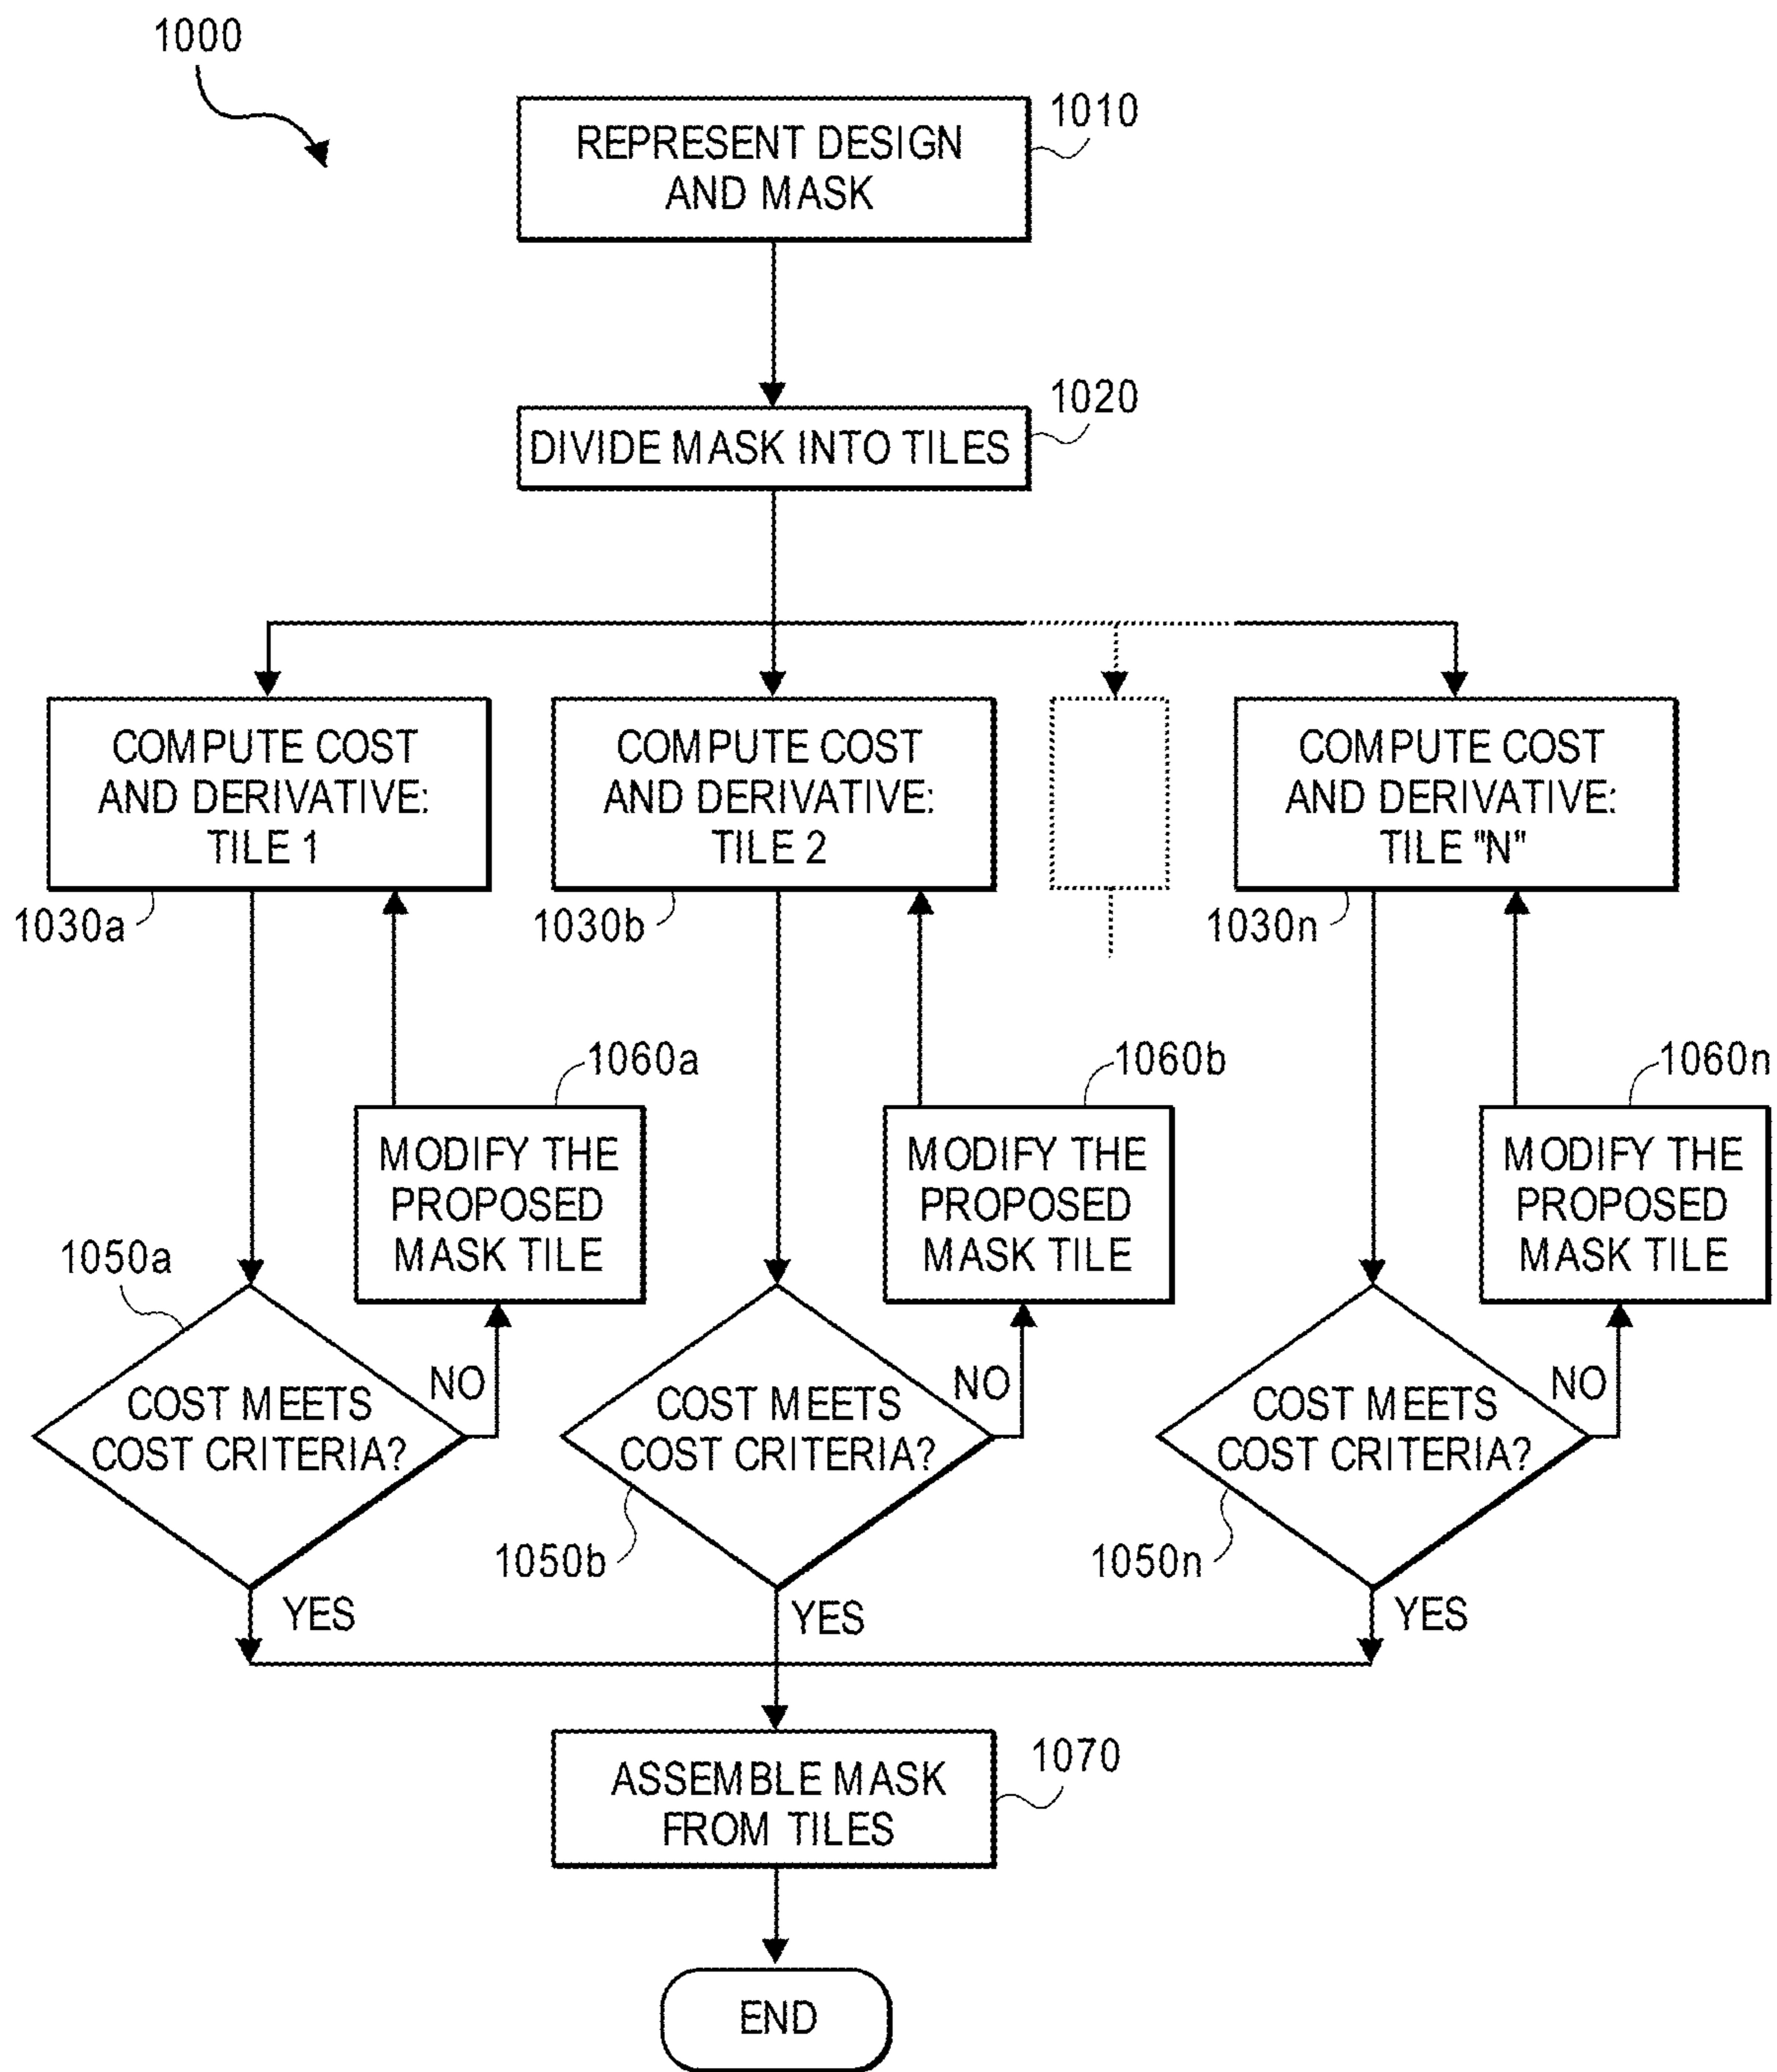 1000
1010
REPRESENT DESIGN
AND MASK
1020
DIVIDE MASK INTO TILES
COMPUTE COST
AND DERIVATIVE:
TILE 1
1030a
COMPUTE COST
AND DERIVATIVE:
TILE 2
1030b
COMPUTE COST
AND DERIVATIVE:
TILE "N"
1030n
1060a
MODIFY THE
PROPOSED
MASK TILE
1060b
MODIFY THE
PROPOSED
MASK TILE
1060n
MODIFY THE
PROPOSED
MASK TILE
1050a
COST MEETS
COST CRITERIA?
NO
YES
COST MEETS
COST CRITERIA?
NO
1050b
YES
COST MEETS
COST CRITERIA?
NO
1050n
YES
1070
ASSEMBLE MASK
FROM TILES
END